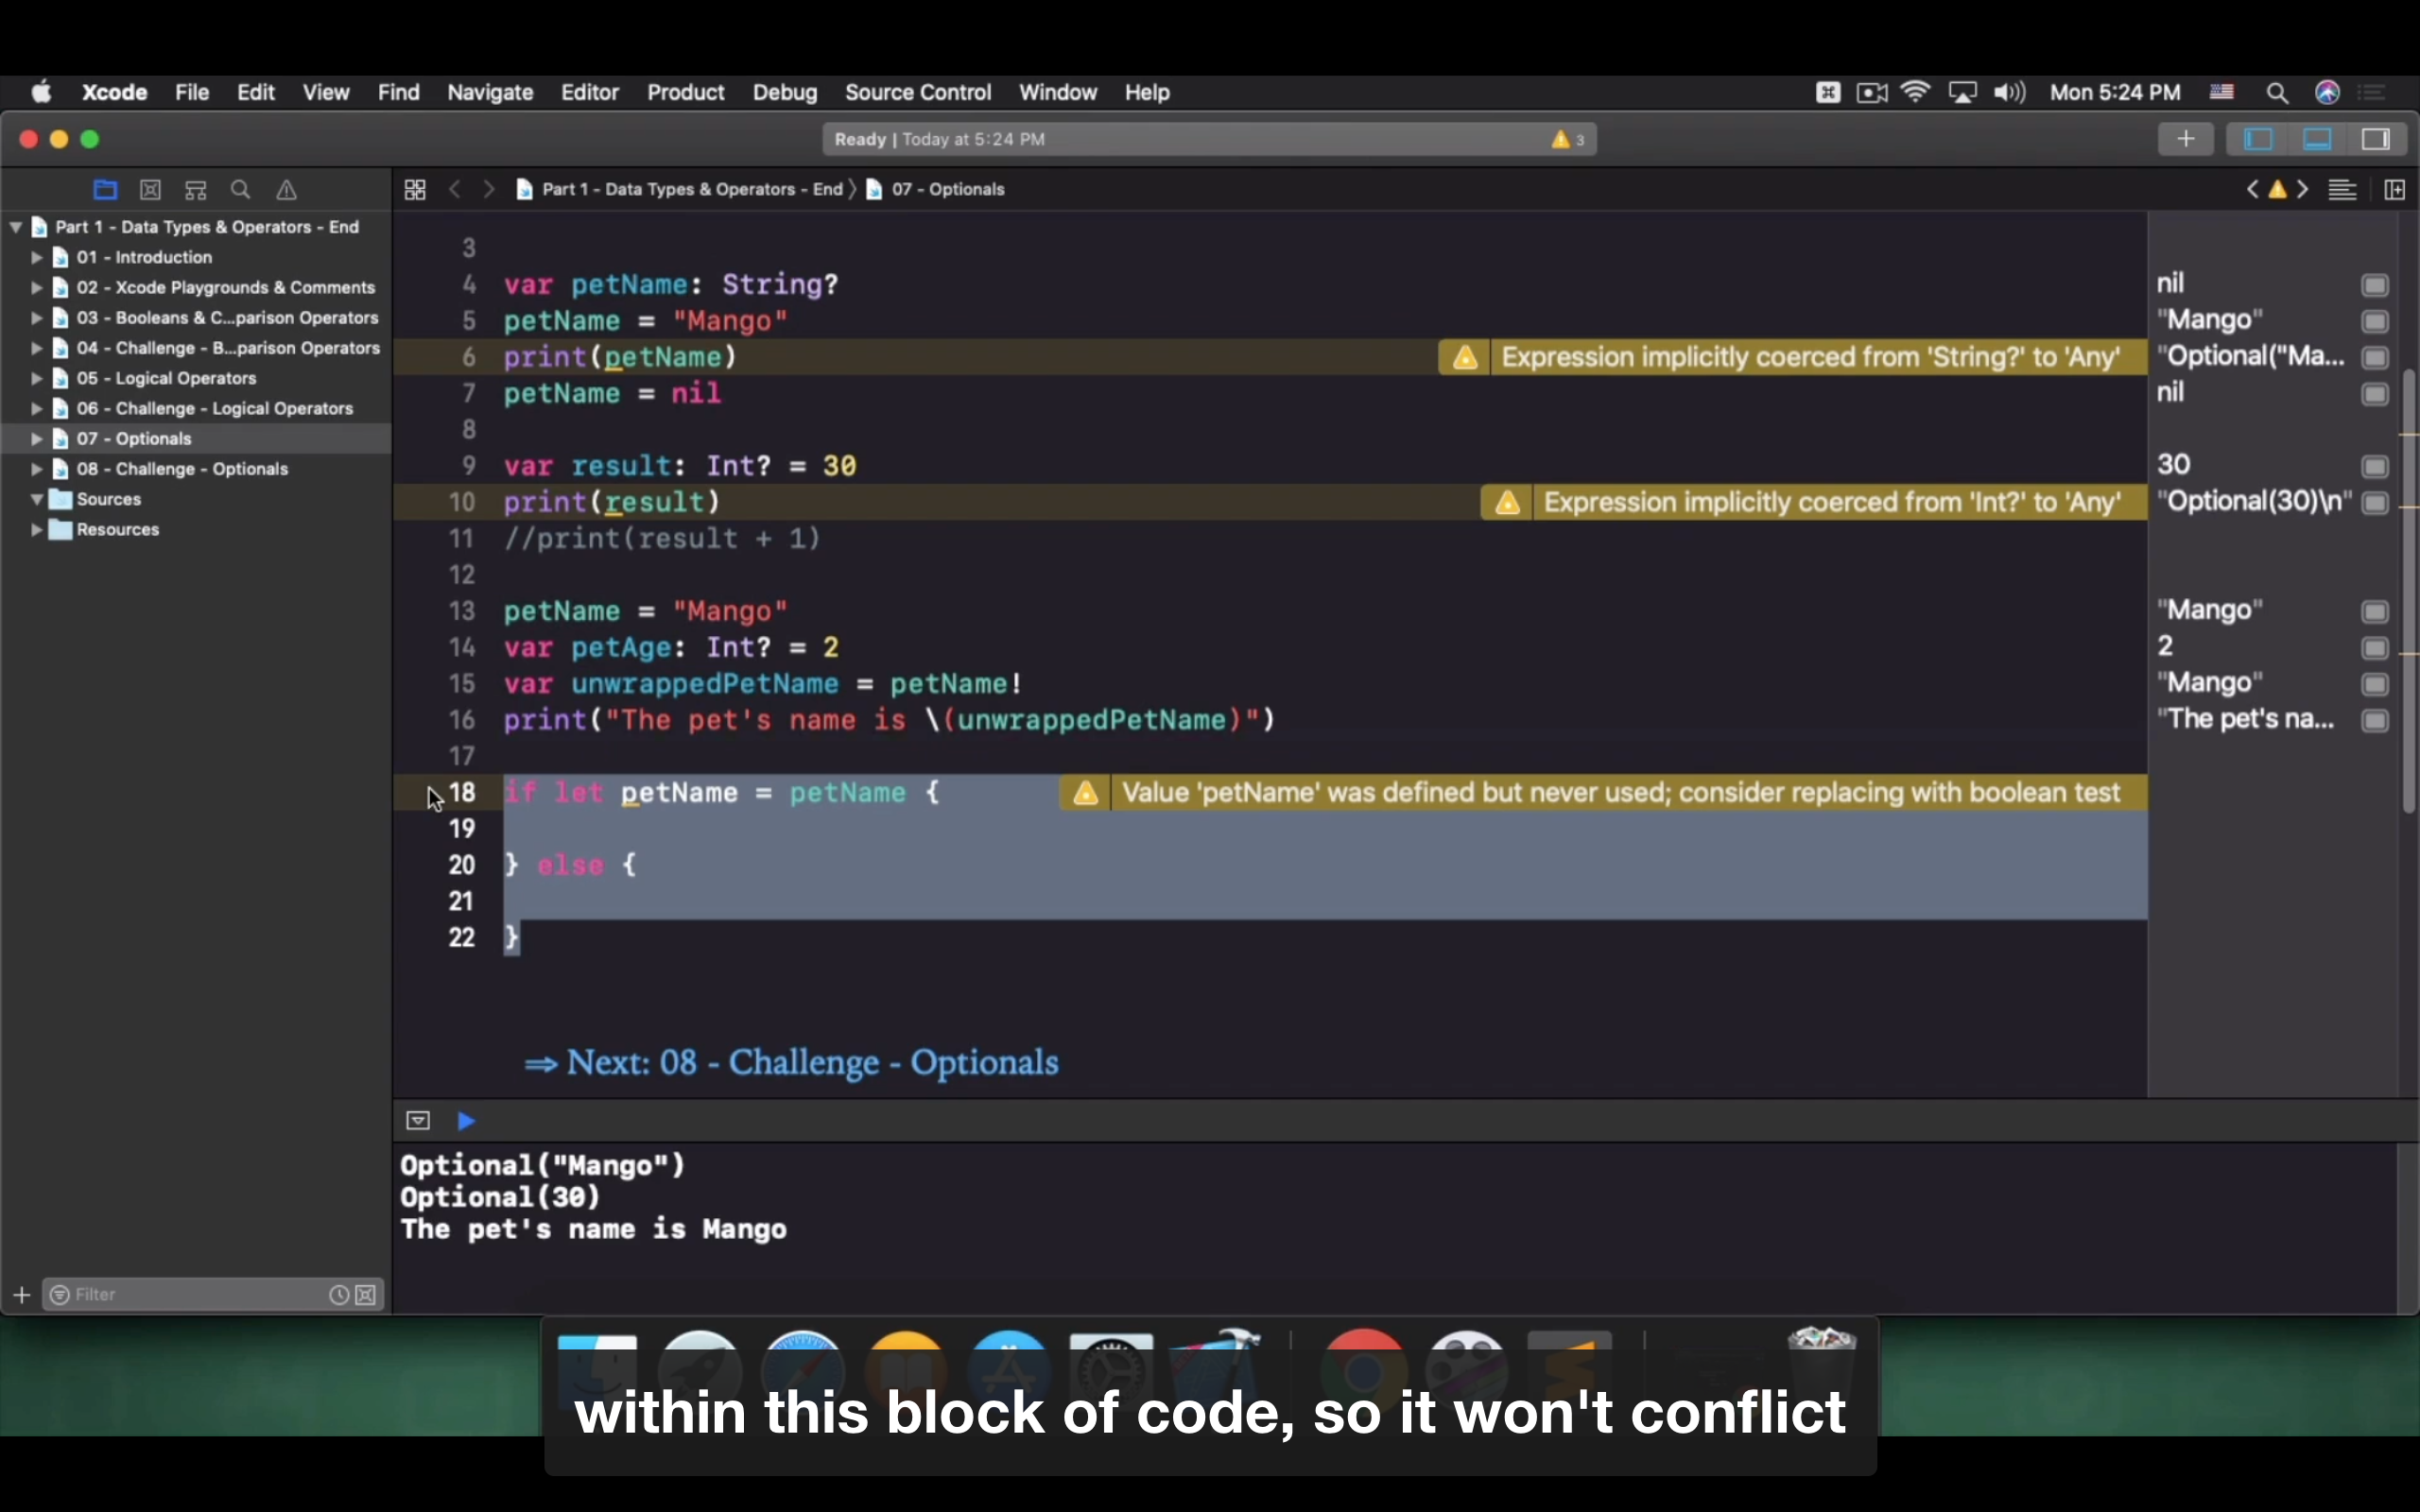 Xcode File Edit View Find Navigate Editor Product Debug Source Control Window Help Mon 5:24 PM
Ready | Today at 5:24 PM 3
Part 1 - Data Types & Operators - End 07 - Optionals
Part 1 - Data Types & Operators - End
01 - Introduction
02 - Xcode Playgrounds & Comments
03 - Booleans & C...parison Operators
04 - Challenge - B...parison Operators
05 - Logical Operators
06 - Challenge - Logical Operators
07 - Optionals
08 - Challenge - Optionals
Sources
Resources
Filter
3
4 var petName: String? nil
5 petName = "Mango" "Mango"
6 print(petName) Expression implicitly coerced from 'String?' to 'Any' "Optional("Ma...
7 petName = nil nil
8
9 var result: Int? = 30 30
10 print(result) Expression implicitly coerced from 'Int?' to 'Any' "Optional(30)\n"
11 //print(result + 1)
12
13 petName = "Mango" "Mango"
14 var petAge: Int? = 2 2
15 var unwrappedPetName = petName! "Mango"
16 print("The pet's name is \(unwrappedPetName)") "The pet's na...
17
18 if let petName = petName { Value 'petName' was defined but never used; consider replacing with boolean test
19
20 } else {
21
22 }
⇒ Next: 08 - Challenge - Optionals
Optional("Mango")
Optional(30)
The pet's name is Mango
within this block of code, so it won't conflict